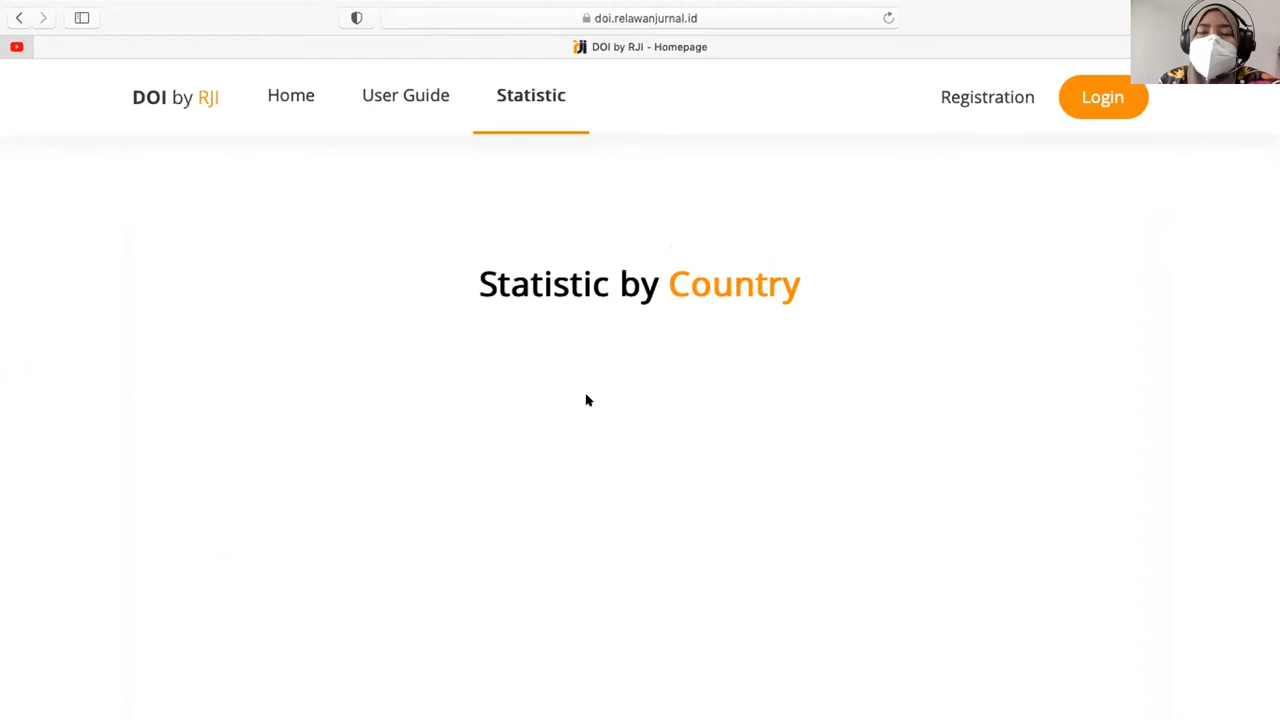 doi.relawanjurnal.id
DOI by RJI - Homepage
DOI by RJI
Home
User Guide
Statistic
Registration
Login
Statistic by Country